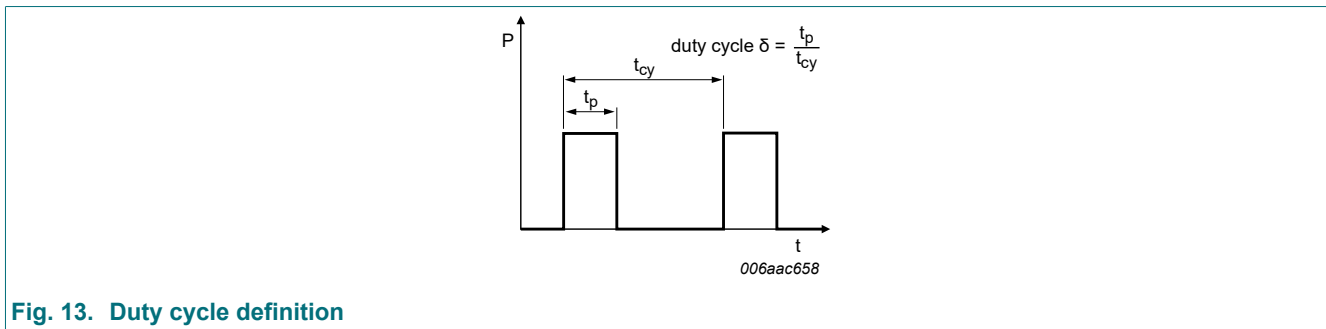 P
duty cycle δ = tp/tcy
tcy
tp
t
006aac658
Fig. 13. Duty cycle definition